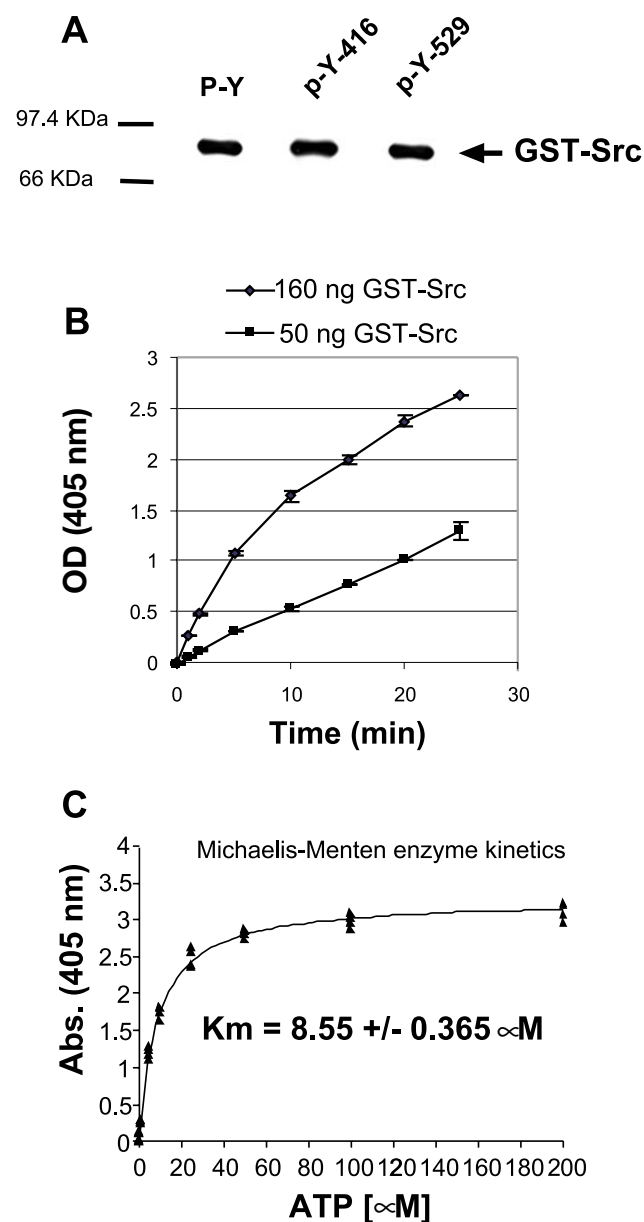 A
P-Y
p-Y-416
p-Y-529
97.4 KDa
66 KDa
GST-Src
160 ng GST-Src
50 ng GST-Src
B
3
2.5
2
1.5
1
0.5
0
OD (405 nm)
0 10 20 30
Time (min)
C
Michaelis-Menten enzyme kinetics
4
3.5
3
2.5
2
1.5
1
0.5
0
Abs. (405 nm)
Km = 8.55 +/- 0.365 ∝M
0 20 40 60 80 100 120 140 160 180 200
ATP [∝M]